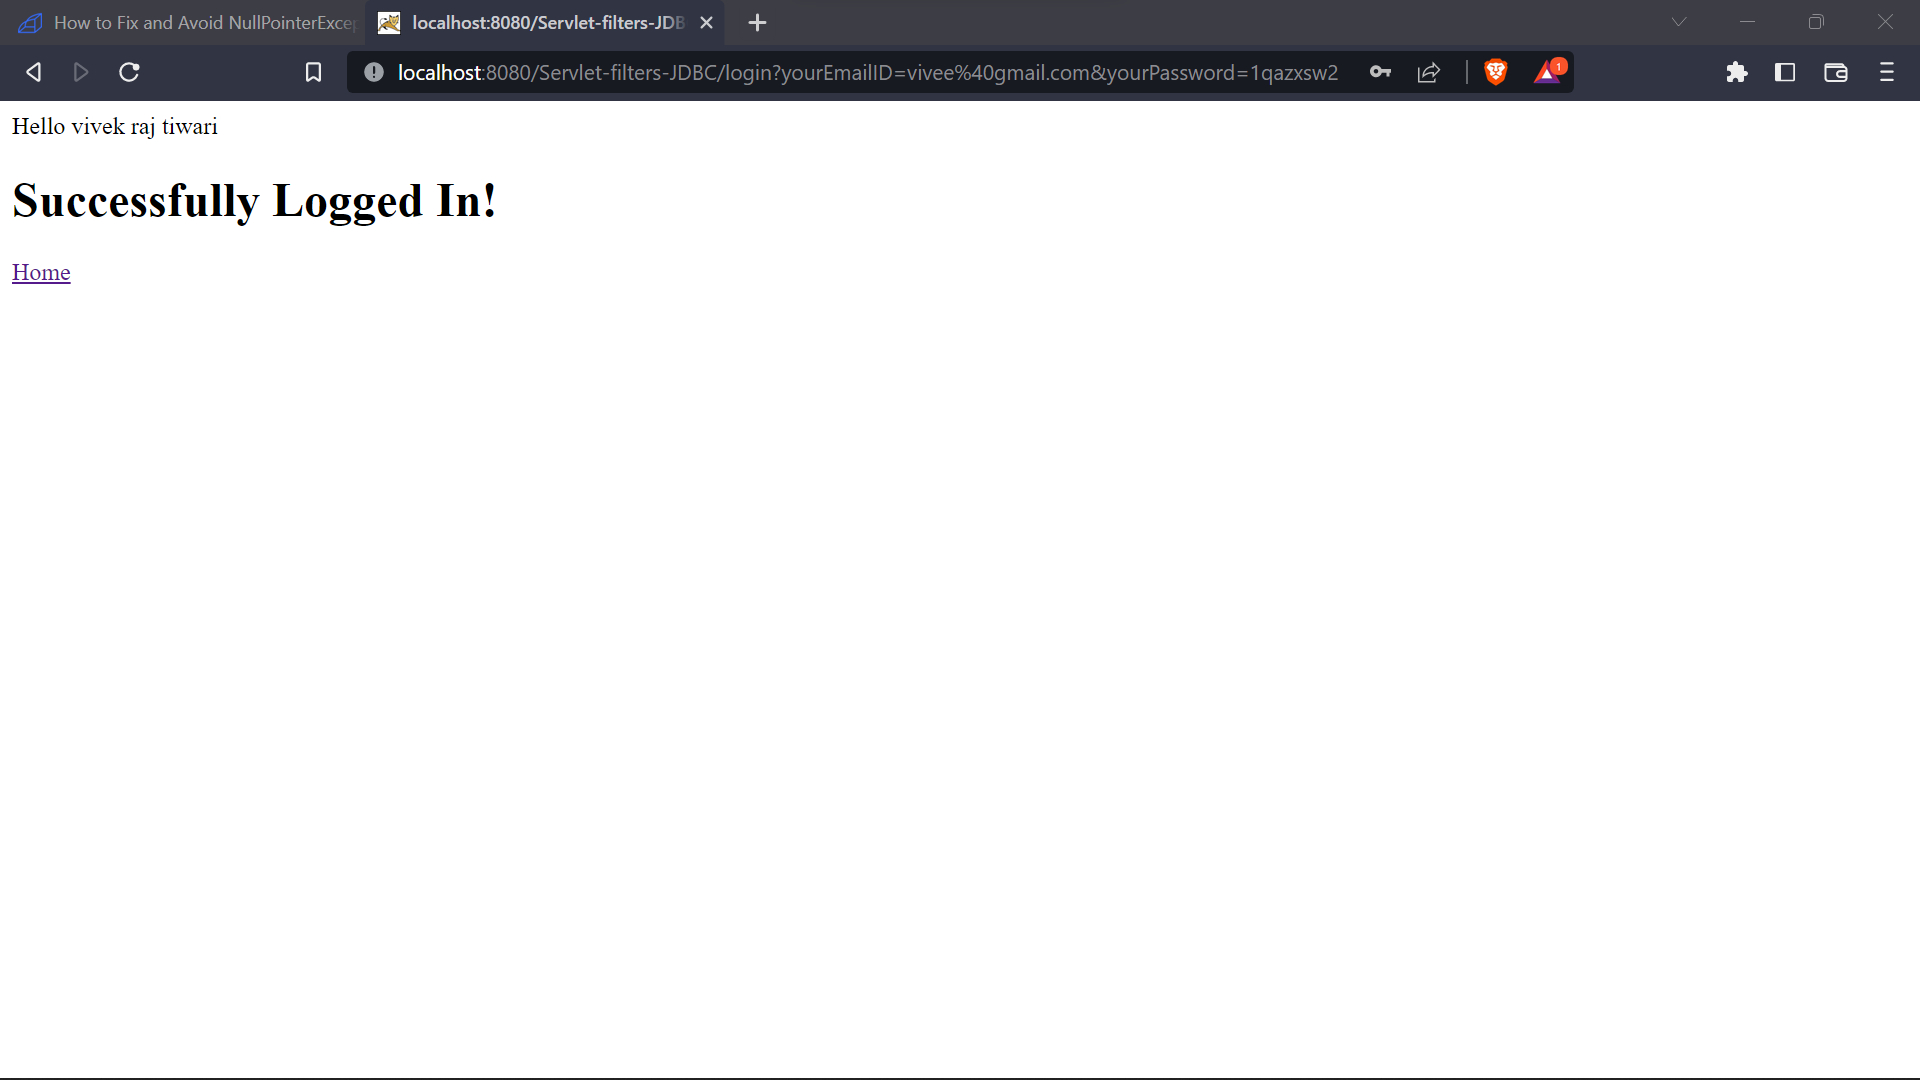 How to Fix and Avoid NullPointerExcep
localhost:8080/Servlet-filters-JDB
localhost:8080/Servlet-filters-JDBC/login?yourEmailID=vivee%40gmail.com&yourPassword=1qazxsw2
1
Hello vivek raj tiwari
Successfully Logged In!
Home